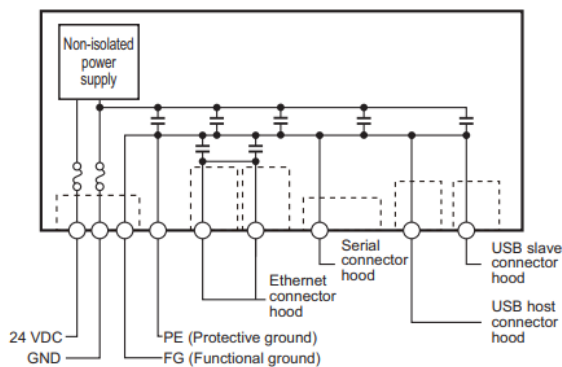 Non-isolated
power
supply
Serial
connector
hood
USB slave
connector
hood
Ethernet
connector
hood
USB host
connector
hood
24 VDC
PE (Protective ground)
GND
FG (Functional ground)